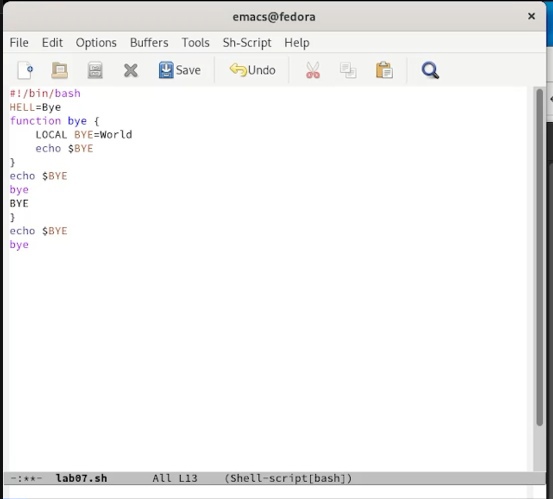 emacs@fedora ×
File Edit Options Buffers Tools Sh-Script Help
Save Undo
#!/bin/bash
HELL=Bye
function bye {
    LOCAL BYE=World
    echo $BYE
}
echo $BYE
bye
BYE
}
echo $BYE
bye
-:**- lab07.sh All L13 (Shell-script[bash])